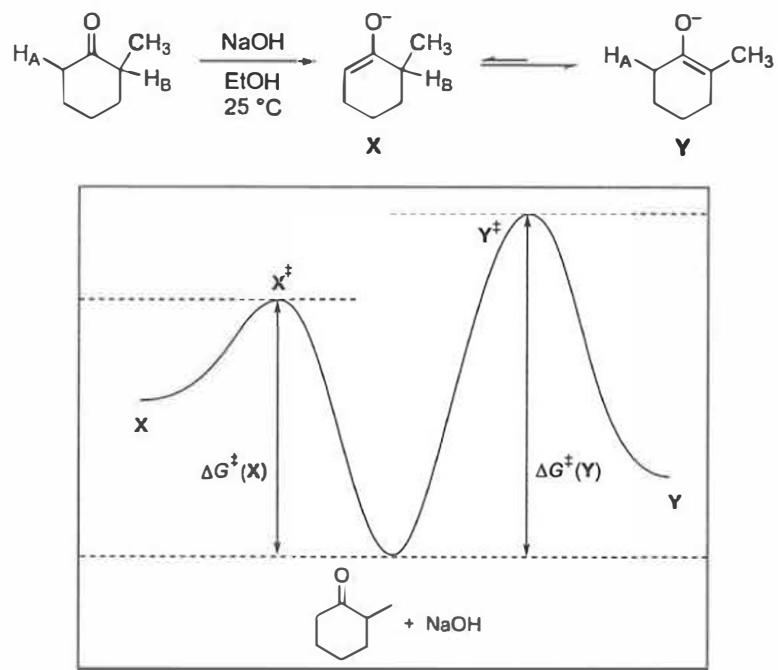 O
CH3
HA
HB
NaOH
EtOH
25 °C
O−
CH3
HB
X
O−
HA
CH3
Y
X‡
Y‡
X
ΔG‡(X)
ΔG‡(Y)
Y
O
+ NaOH